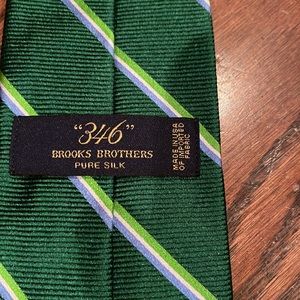 "346"
BROOKS BROTHERS
PURE SILK
MADE IN USA
OF IMPORTED
FABRIC